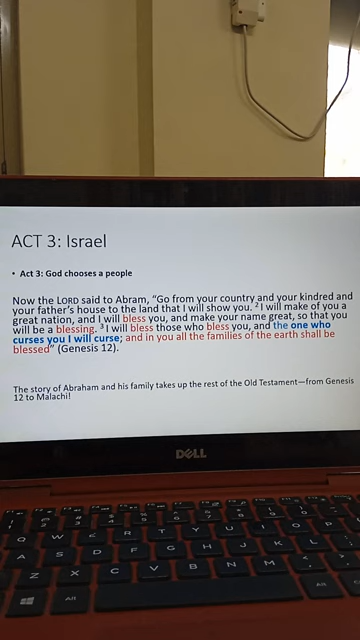 ACT 3: Israel
• Act 3: God chooses a people
Now the LORD said to Abram, "Go from your country and your kindred and
your father's house to the land that I will show you. ² I will make of you a
great nation, and I will bless you, and make your name great, so that you
will be a blessing. ³ I will bless those who bless you, and the one who
curses you I will curse; and in you all the families of the earth shall be
blessed" (Genesis 12).
The story of Abraham and his family takes up the rest of the Old Testament—from Genesis
12 to Malachi!
DELL
Q W E R T Y U I O P
A S D F G H J K L
Z X C V B N M
Alt Alt